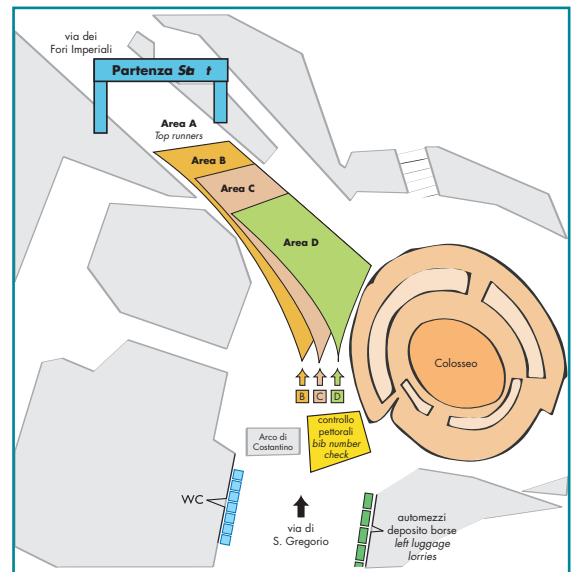 via dei
Fori Imperiali
Partenza Sta t
Area A
Top runners
Area B
Area C
Area D
Colosseo
B
C
D
controllo
pettorali
bib number
check
Arco di
Costantino
WC
via di
S. Gregorio
automezzi
deposito borse
left luggage
lorries